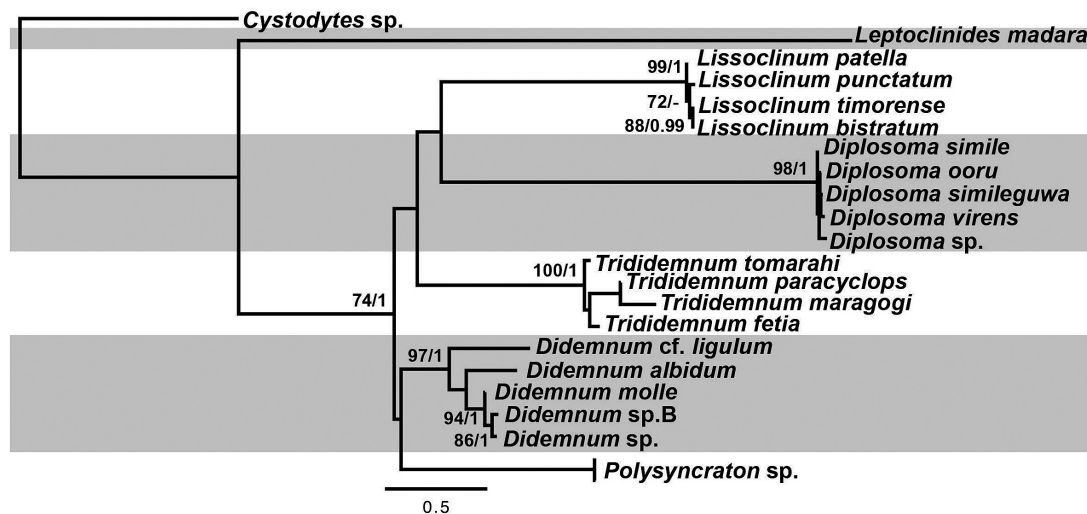 Cystodytes sp.
Leptoclinides madara
Lissoclinum patella
99/1
Lissoclinum punctatum
72/-
Lissoclinum timorense
88/0.99
Lissoclinum bistratum
Diplosoma simile
98/1
Diplosoma ooru
Diplosoma simileguwa
Diplosoma virens
Diplosoma sp.
100/1
Trididemnum tomarahi
Trididemnum paracyclops
74/1
Trididemnum maragogi
Trididemnum fetia
97/1
Didemnum cf. ligulum
Didemnum albidum
Didemnum molle
94/1
Didemnum sp.B
86/1
Didemnum sp.
Polysyncraton sp.
0.5